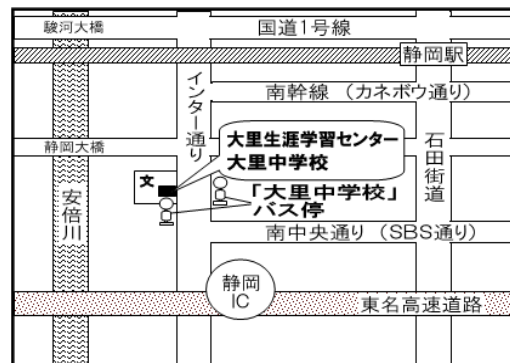 駿河大橋
国道1号線
静岡駅
インター通り
南幹線 (カネボウ通り)
静岡大橋
大里生涯学習センター
大里中学校
石田街道
文
安倍川
「大里中学校」
バス停
南中央通り (SBS通り)
静岡
IC
東名高速道路